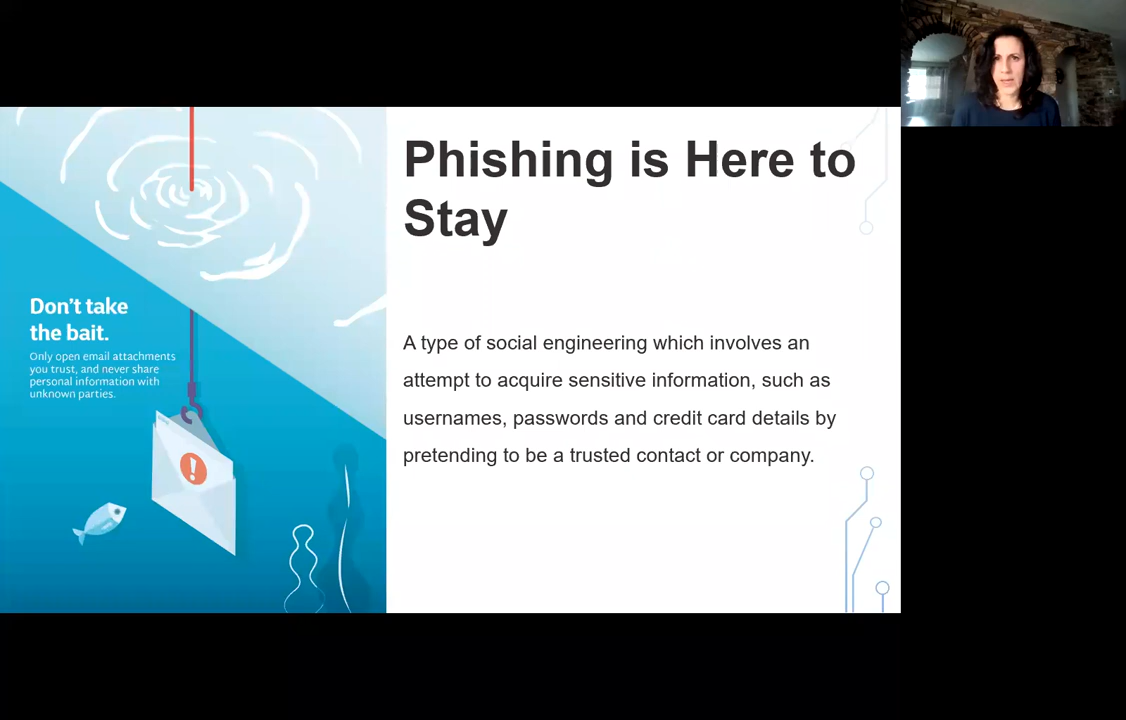 Phishing is Here to
Stay
Don't take
the bait.
Only open email attachments
you trust, and never share
personal information with
unknown parties.
A type of social engineering which involves an
attempt to acquire sensitive information, such as
usernames, passwords and credit card details by
pretending to be a trusted contact or company.